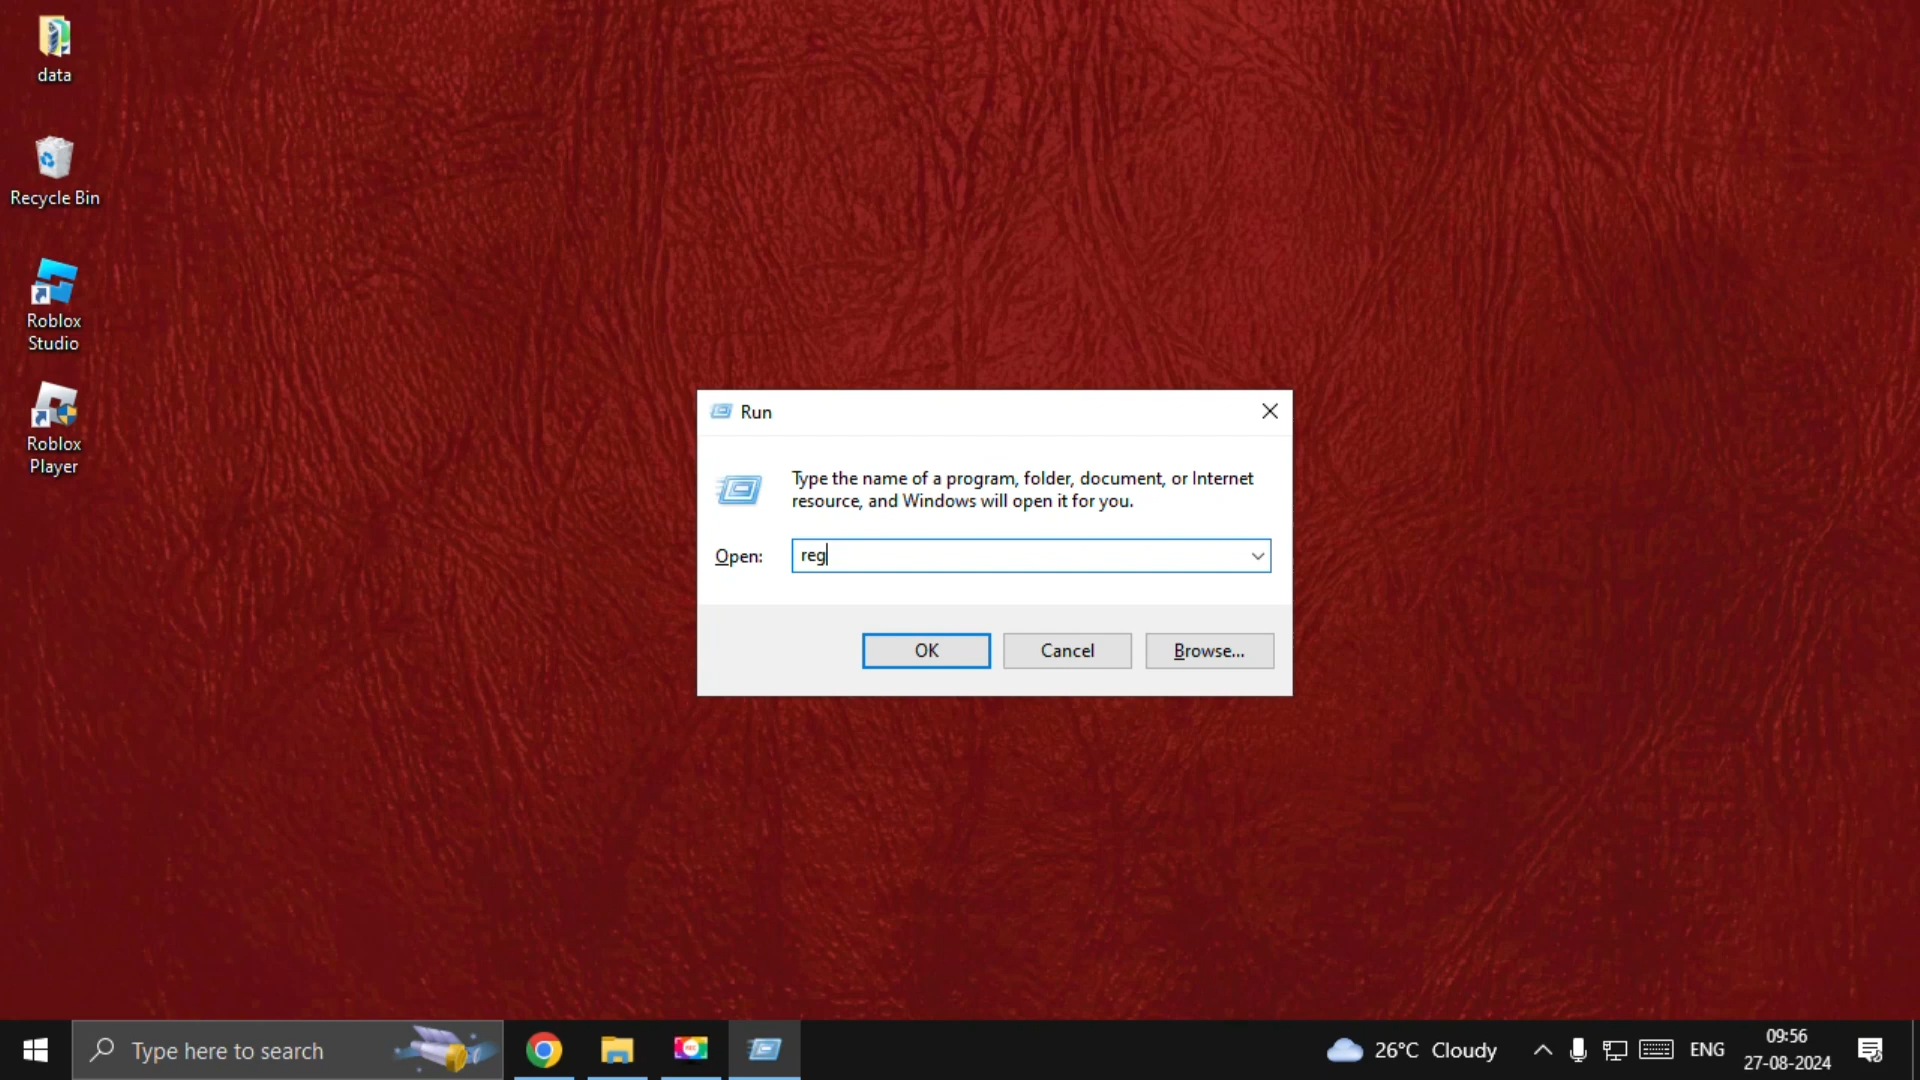 data
Recycle Bin
Roblox
Studio
Roblox
Player
Run
Type the name of a program, folder, document, or Internet
resource, and Windows will open it for you.
Open:
reg
OK
Cancel
Browse...
Type here to search
REC
26°C Cloudy
ENG
09:56
27-08-2024